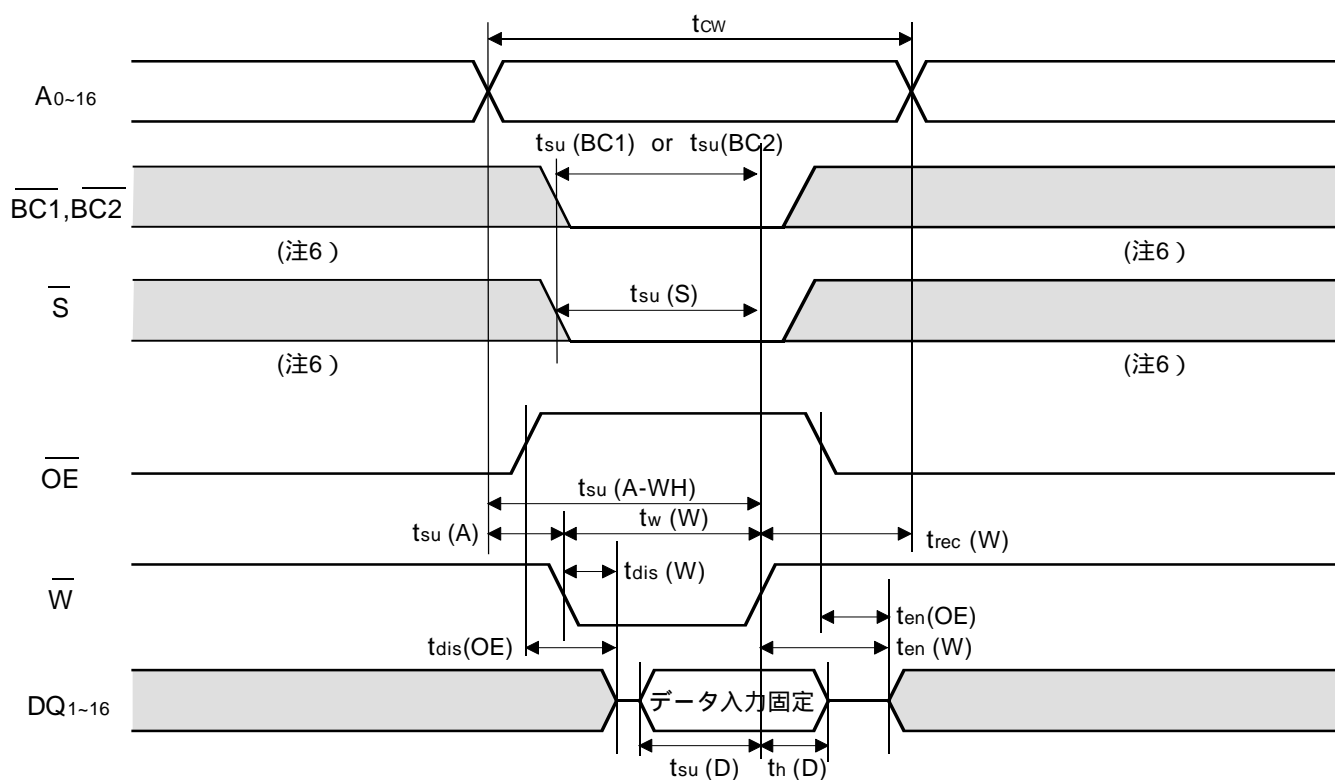 tCW
A0~16
tsu (BC1) or tsu(BC2)
BC1,BC2
(注6 )
(注6 )
S
tsu (S)
(注6 )
(注6 )
OE
tsu (A-WH)
tsu (A)
tw (W)
trec (W)
W
tdis (W)
ten(OE)
tdis(OE)
ten (W)
DQ1~16
データ入力固定
tsu (D)
th (D)